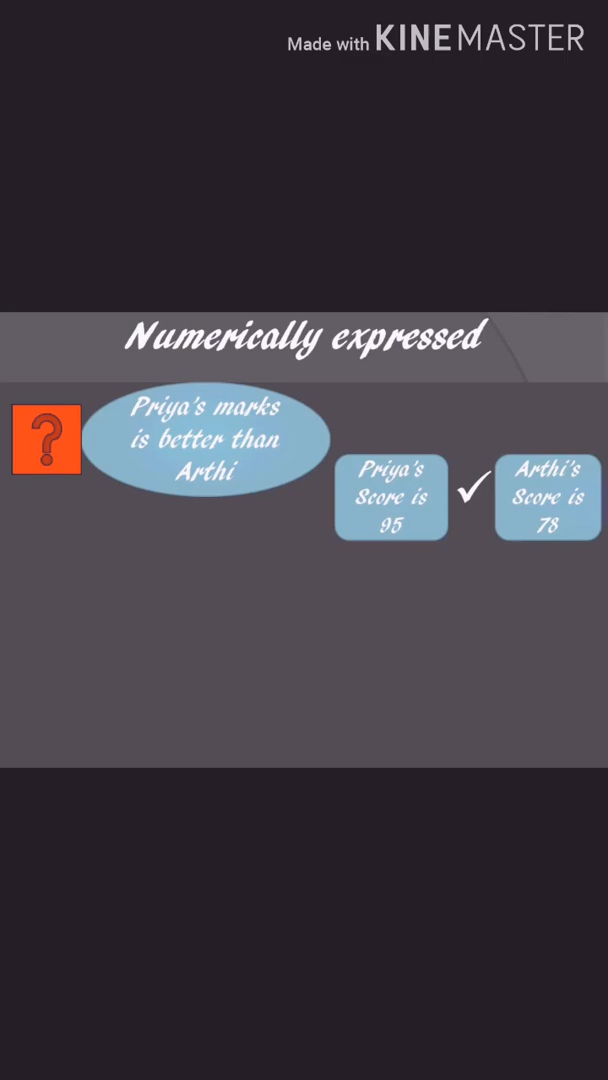 Made with KINEMASTER
Numerically expressed
?
Priya's marks
is better than
Arthi
Priya's
Score is
95
Arthi's
Score is
78